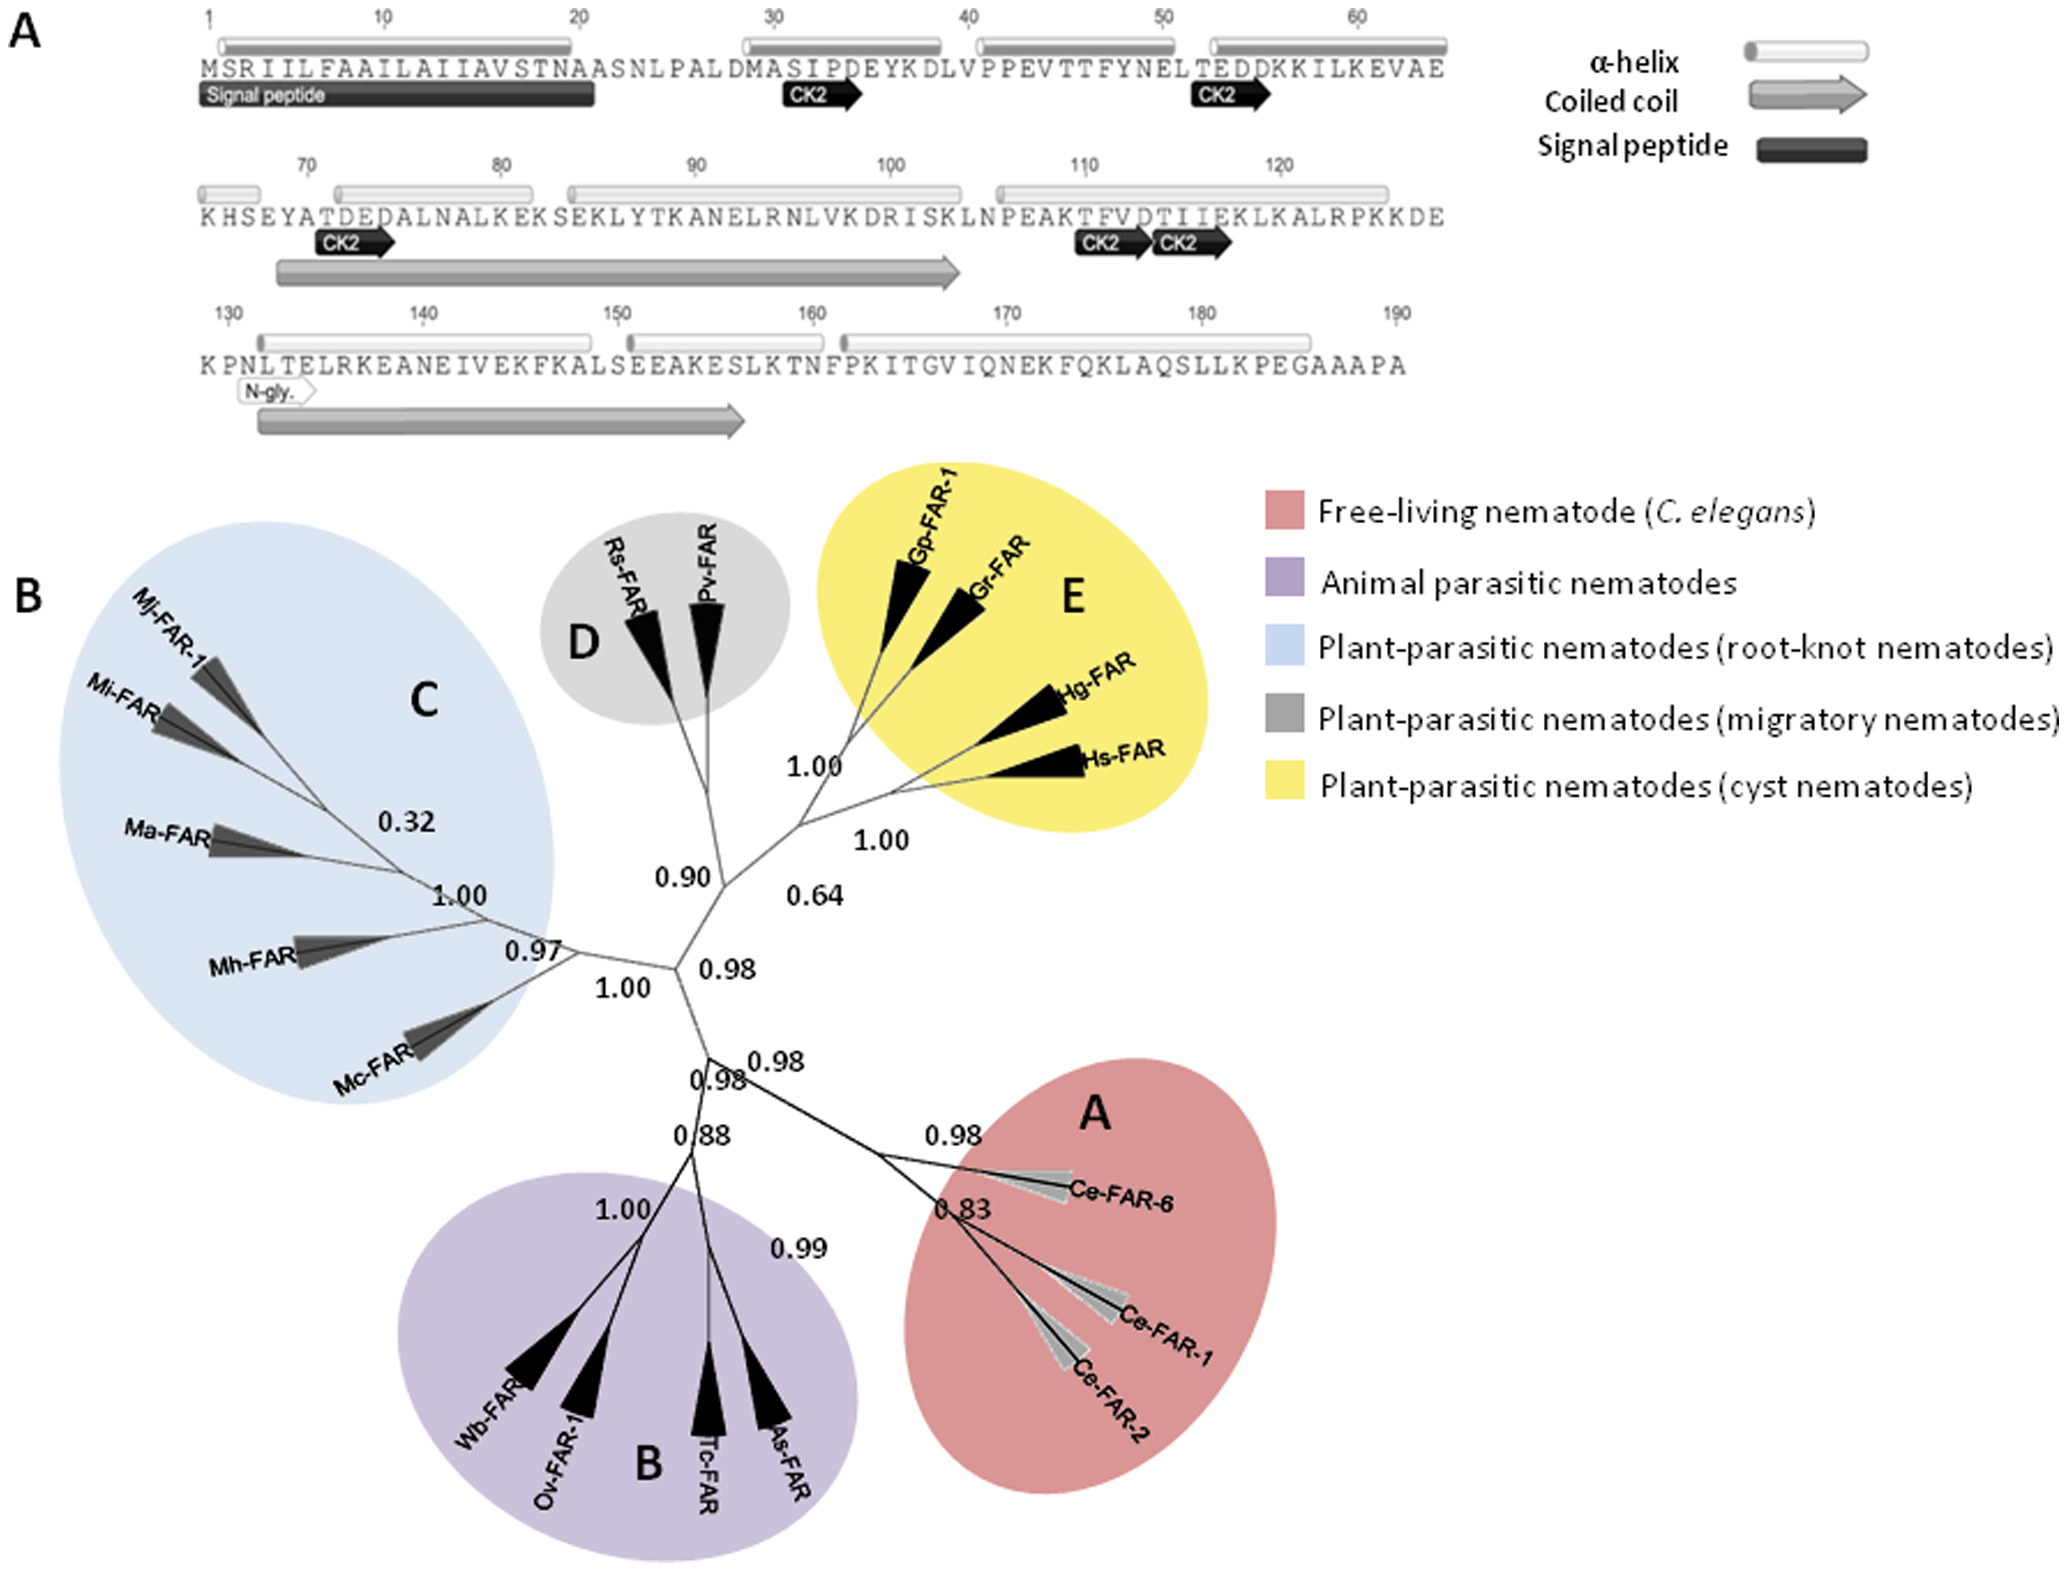 A
1 10 20 30 40 50 60
MSRIILFAAILAIIAVSTNAASNLPALDMASIPDEYKDLVPPEVTTFYNELTEDDKKILKEVAE
Signal peptide CK2 CK2
α-helix
Coiled coil
Signal peptide
70 80 90 100 110 120
KHSEYATDEDALNALKEKSEKLYTKANELRNLVKDRISKLNPEAKTFVDTIIEKLKALRPKKDE
CK2 CK2 CK2
130 140 150 160 170 180 190
KPNLTELRKEANEIVEKFKALSEEAKESLKTNFPKITGVIQNEKFQKLAQSLLKPEGAAAPA
N-gly.
B
Mj-FAR-1
Mi-FAR
Ma-FAR
Mh-FAR
Mc-FAR
C
0.32
1.00
0.97
1.00
Rs-FAR
Pv-FAR
D
0.90
Gp-FAR-1
Gr-FAR
Hg-FAR
Hs-FAR
E
1.00
1.00
0.64
0.98
0.98
0.98
0.88
1.00
0.99
Wb-FAR
Ov-FAR-1
Tc-FAR
As-FAR
B
A
0.98
0.83
Ce-FAR-6
Ce-FAR-1
Ce-FAR-2
Free-living nematode (C. elegans)
Animal parasitic nematodes
Plant-parasitic nematodes (root-knot nematodes)
Plant-parasitic nematodes (migratory nematodes)
Plant-parasitic nematodes (cyst nematodes)